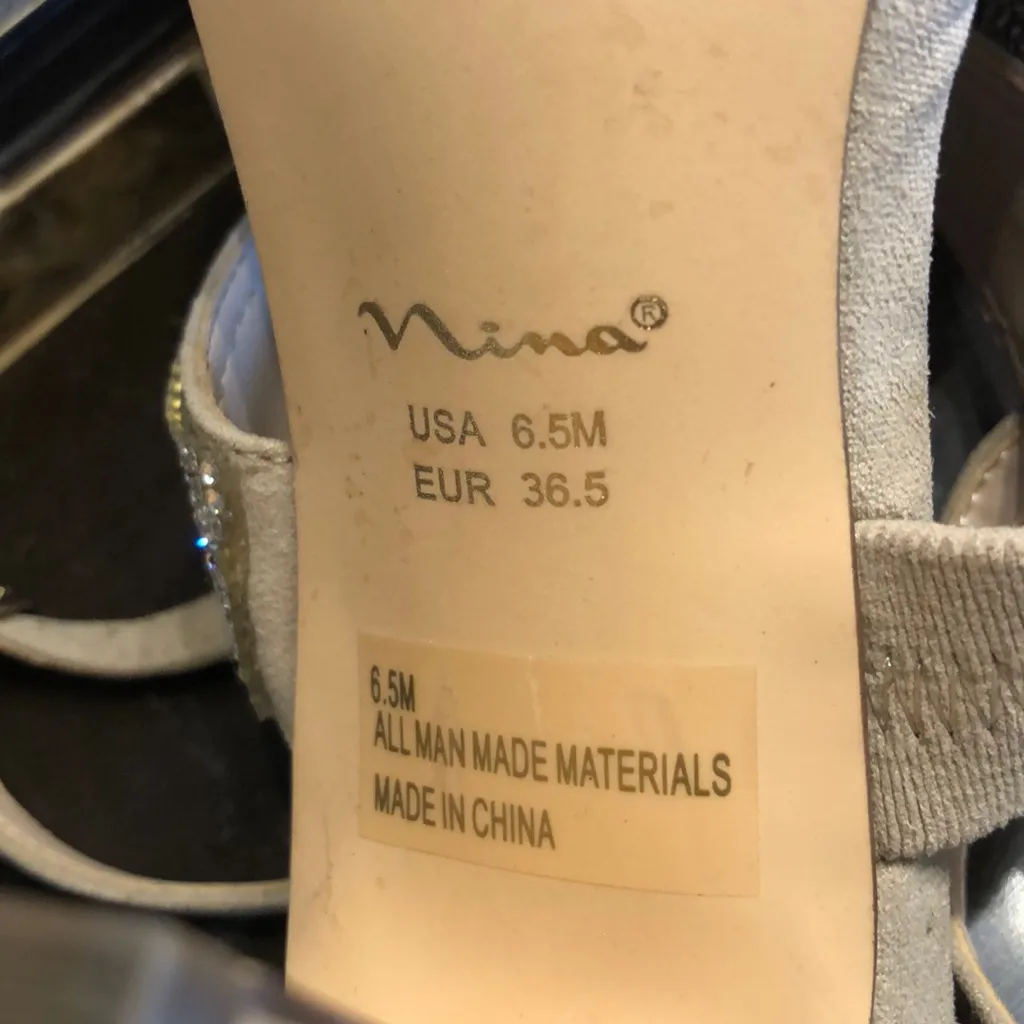 nina®
USA 6.5M
EUR 36.5
6.5M
ALL MAN MADE MATERIALS
MADE IN CHINA